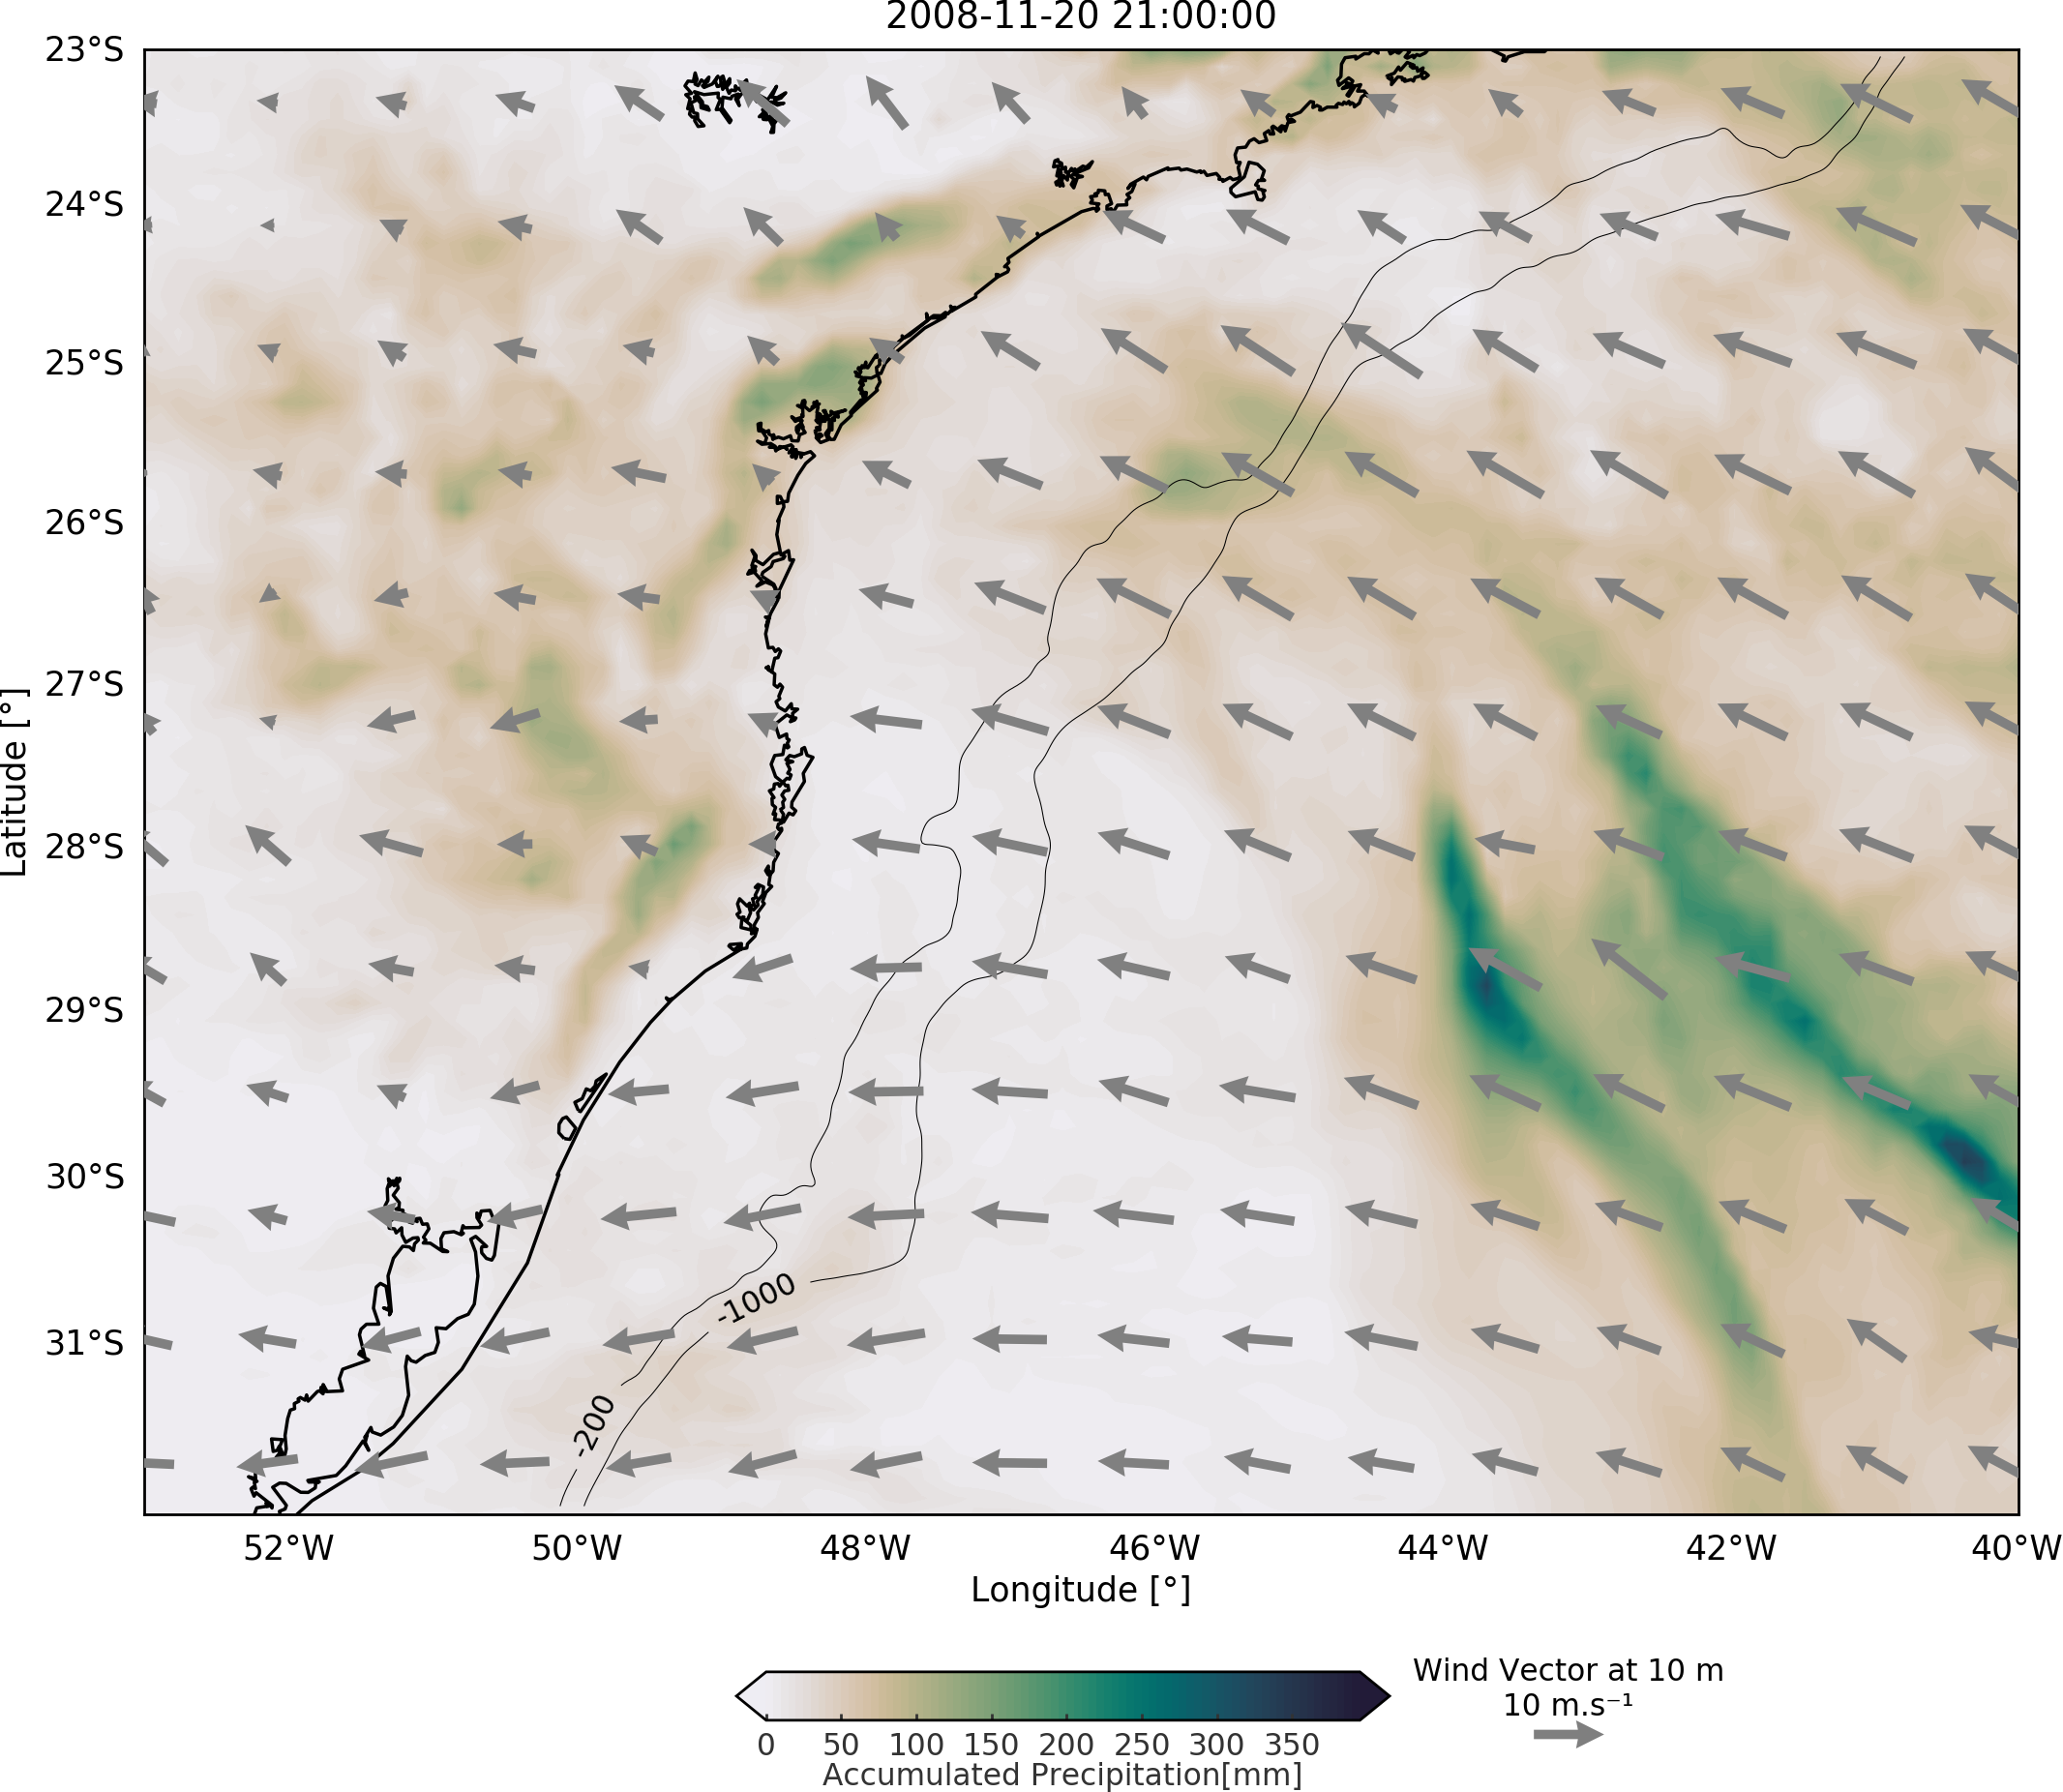 2008-11-20 21:00:00
23°S
24°S
25°S
26°S
27°S
28°S
29°S
30°S
31°S
Latitude [°]
-1000
-200
52°W 50°W 48°W 46°W 44°W 42°W 40°W
Longitude [°]
Wind Vector at 10 m
10 m.s⁻¹
0 50 100 150 200 250 300 350
Accumulated Precipitation[mm]